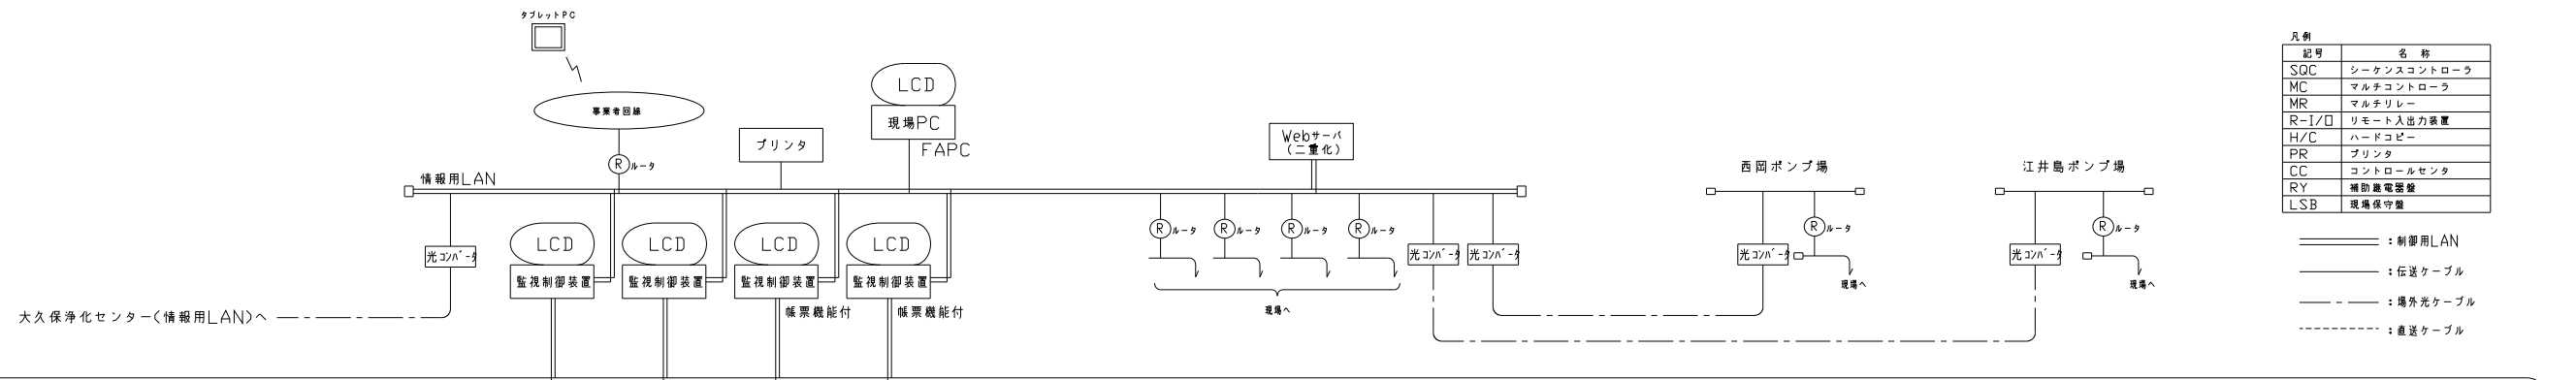 タブレットPC
事業者回線
R ルータ
プリンタ
LCD
現場PC
FAPC
Webサーバ
(二重化)
情報用LAN
光コンバータ
LCD
監視制御装置
LCD
監視制御装置
LCD
監視制御装置
帳票機能付
LCD
監視制御装置
帳票機能付
大久保浄化センター(情報用LAN)へ
R ルータ
R ルータ
R ルータ
R ルータ
現場へ
光コンバータ
光コンバータ
西岡ポンプ場
R ルータ
光コンバータ
現場へ
江井島ポンプ場
R ルータ
光コンバータ
現場へ
凡例
記号 名 称
SQC シーケンスコントローラ
MC マルチコントローラ
MR マルチリレー
R-I/O リモート入出力装置
H/C ハードコピー
PR プリンタ
CC コントロールセンタ
RY 補助継電器盤
LSB 現場保守盤
:制御用LAN
:伝送ケーブル
:場外光ケーブル
:直送ケーブル